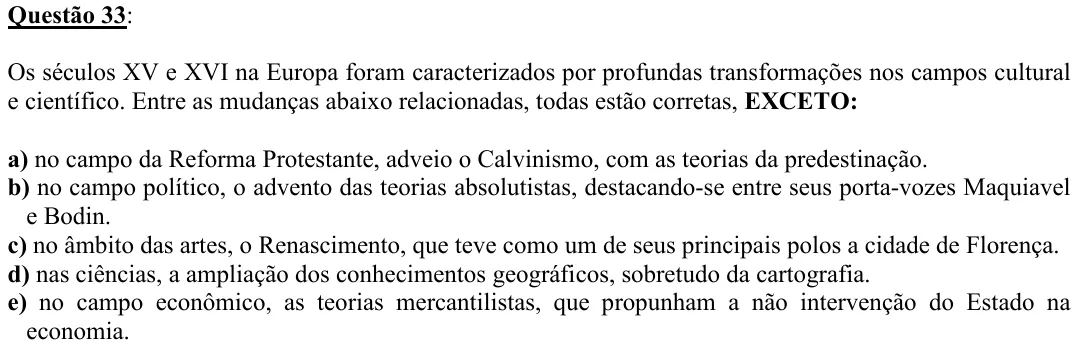 Questão 33:
Os séculos XV e XVI na Europa foram caracterizados por profundas transformações nos campos cultural
e científico. Entre as mudanças abaixo relacionadas, todas estão corretas, EXCETO:
a) no campo da Reforma Protestante, adveio o Calvinismo, com as teorias da predestinação.
b) no campo político, o advento das teorias absolutistas, destacando-se entre seus porta-vozes Maquiavel
e Bodin.
c) no âmbito das artes, o Renascimento, que teve como um de seus principais polos a cidade de Florença.
d) nas ciências, a ampliação dos conhecimentos geográficos, sobretudo da cartografia.
e) no campo econômico, as teorias mercantilistas, que propunham a não intervenção do Estado na
economia.